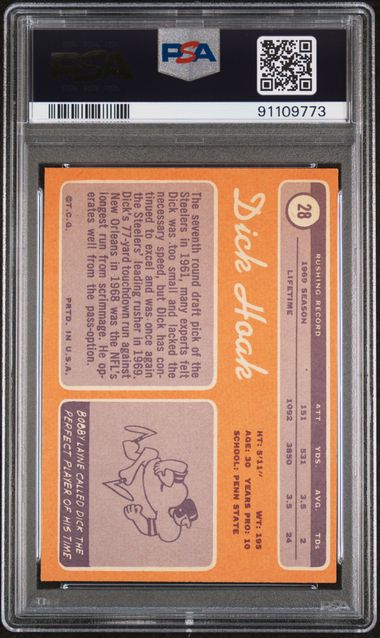 PSA
PSA
91109773
28
RUSHING RECORD ATT. YDS. AVG. TDs
1969 SEASON 151 531 3.5 2
LIFETIME 1092 3850 3.5 24
Dick Hoak
HT: 5'11" WT: 195
AGE: 30 YEARS PRO: 10
SCHOOL: PENN STATE
The seventh round draft pick of the
Steelers in 1961, many experts felt
Dick was too small and lacked the
necessary speed, but Dick has con-
tinued to excel and was once again
the Steelers' leading rusher in 1969.
Dick's 77-yard touchdown run against
New Orleans in 1968 was the NFL's
longest run from scrimmage. He op-
erates well from the pass-option.
©T.C.G. PRTD. IN U.S.A.
BOBBY LAYNE CALLED DICK THE
PERFECT PLAYER OF HIS TIME
PSA